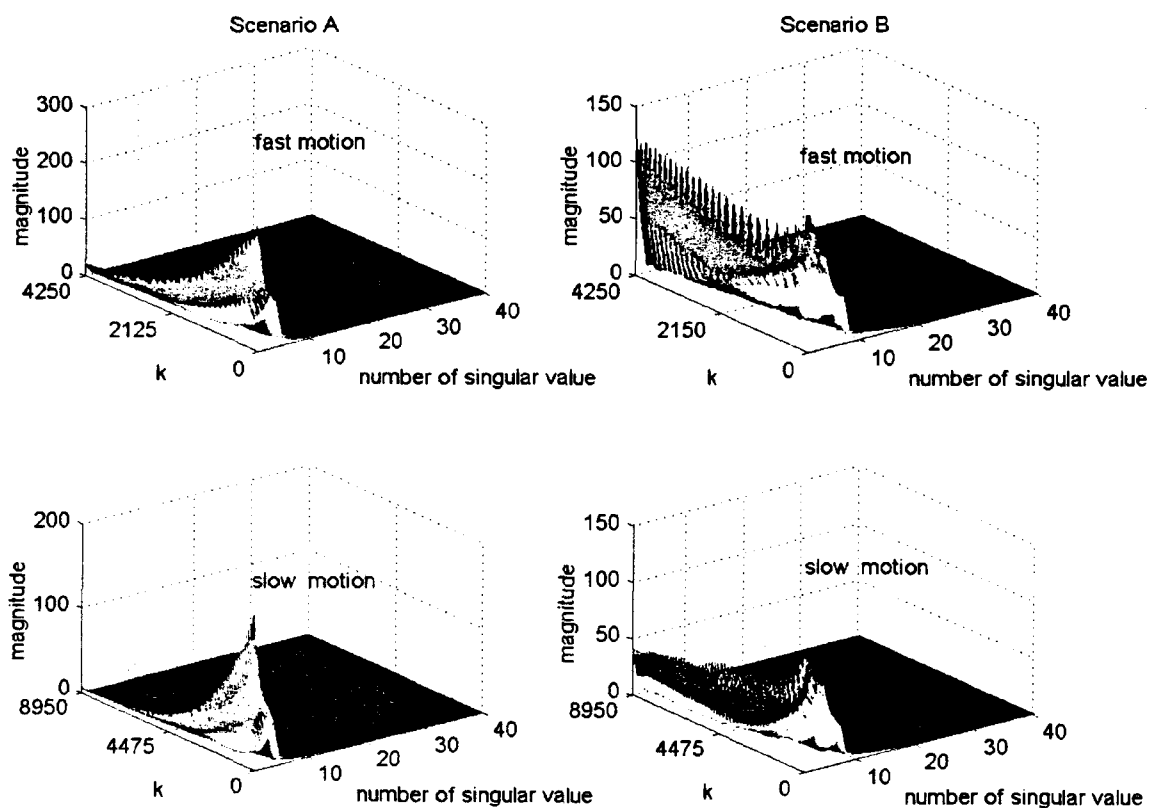 Scenario A
Scenario B
300
200
100
0
magnitude
fast motion
4250
2125
0
k
10
20
30
40
number of singular value
150
100
50
0
magnitude
fast motion
4250
2150
0
k
10
20
30
40
number of singular value
200
100
0
magnitude
slow motion
8950
4475
0
k
10
20
30
40
number of singular value
150
100
50
0
magnitude
slow motion
8950
4475
0
k
10
20
30
40
number of singular value